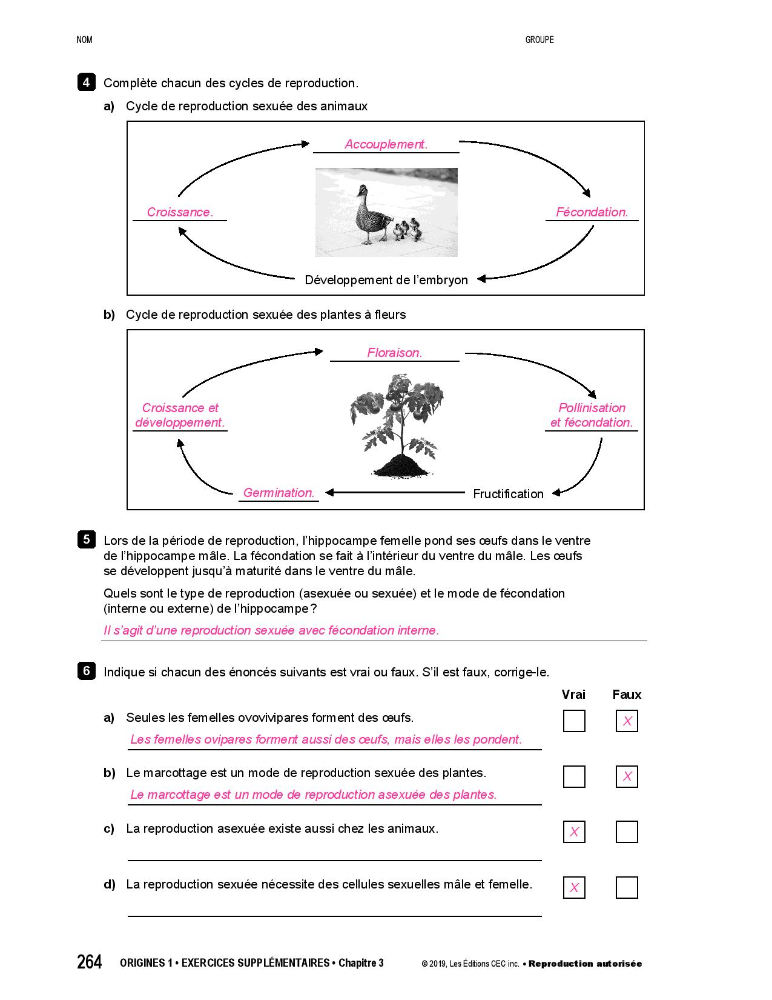 NOM GROUPE
4 Complète chacun des cycles de reproduction.
a) Cycle de reproduction sexuée des animaux
Accouplement.
Croissance. Fécondation.
Développement de l'embryon
b) Cycle de reproduction sexuée des plantes à fleurs
Floraison.
Croissance et Pollinisation
développement. et fécondation.
Germination. Fructification
5 Lors de la période de reproduction, l'hippocampe femelle pond ses œufs dans le ventre
de l'hippocampe mâle. La fécondation se fait à l'intérieur du ventre du mâle. Les œufs
se développent jusqu'à maturité dans le ventre du mâle.
Quels sont le type de reproduction (asexuée ou sexuée) et le mode de fécondation
(interne ou externe) de l'hippocampe ?
Il s'agit d'une reproduction sexuée avec fécondation interne.
6 Indique si chacun des énoncés suivants est vrai ou faux. S'il est faux, corrige-le.
Vrai Faux
a) Seules les femelles ovovivipares forment des œufs. X
Les femelles ovipares forment aussi des œufs, mais elles les pondent.
b) Le marcottage est un mode de reproduction sexuée des plantes. X
Le marcottage est un mode de reproduction asexuée des plantes.
c) La reproduction asexuée existe aussi chez les animaux. X
d) La reproduction sexuée nécessite des cellules sexuelles mâle et femelle. X
264 ORIGINES 1 • EXERCICES SUPPLÉMENTAIRES • Chapitre 3 © 2019, Les Éditions CEC inc. • Reproduction autorisée